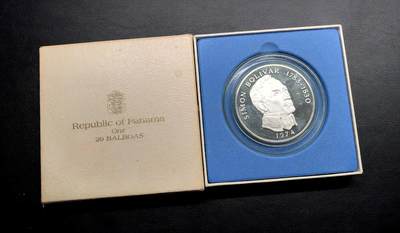 Republic of Panama
One
20 BALBOAS
SIMON BOLIVAR 1783-1830
1974